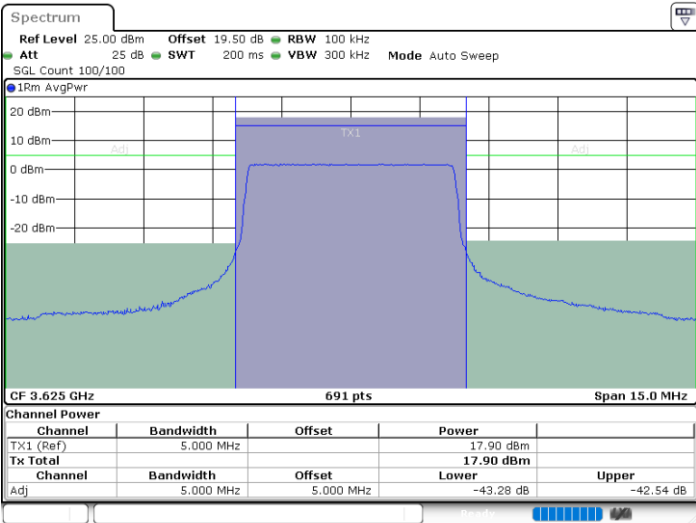 Spectrum
Ref Level 25.00 dBm Offset 19.50 dB RBW 100 kHz
Att 25 dB SWT 200 ms VBW 300 kHz Mode Auto Sweep
SGL Count 100/100
1Rm AvgPwr
20 dBm
TX1
10 dBm
Adj Adj
0 dBm
-10 dBm
-20 dBm
CF 3.625 GHz 691 pts Span 15.0 MHz
Channel Power
Channel Bandwidth Offset Power
TX1 (Ref) 5.000 MHz 17.90 dBm
Tx Total 17.90 dBm
Channel Bandwidth Offset Lower Upper
Adj 5.000 MHz 5.000 MHz -43.28 dB -42.54 dB
Ready